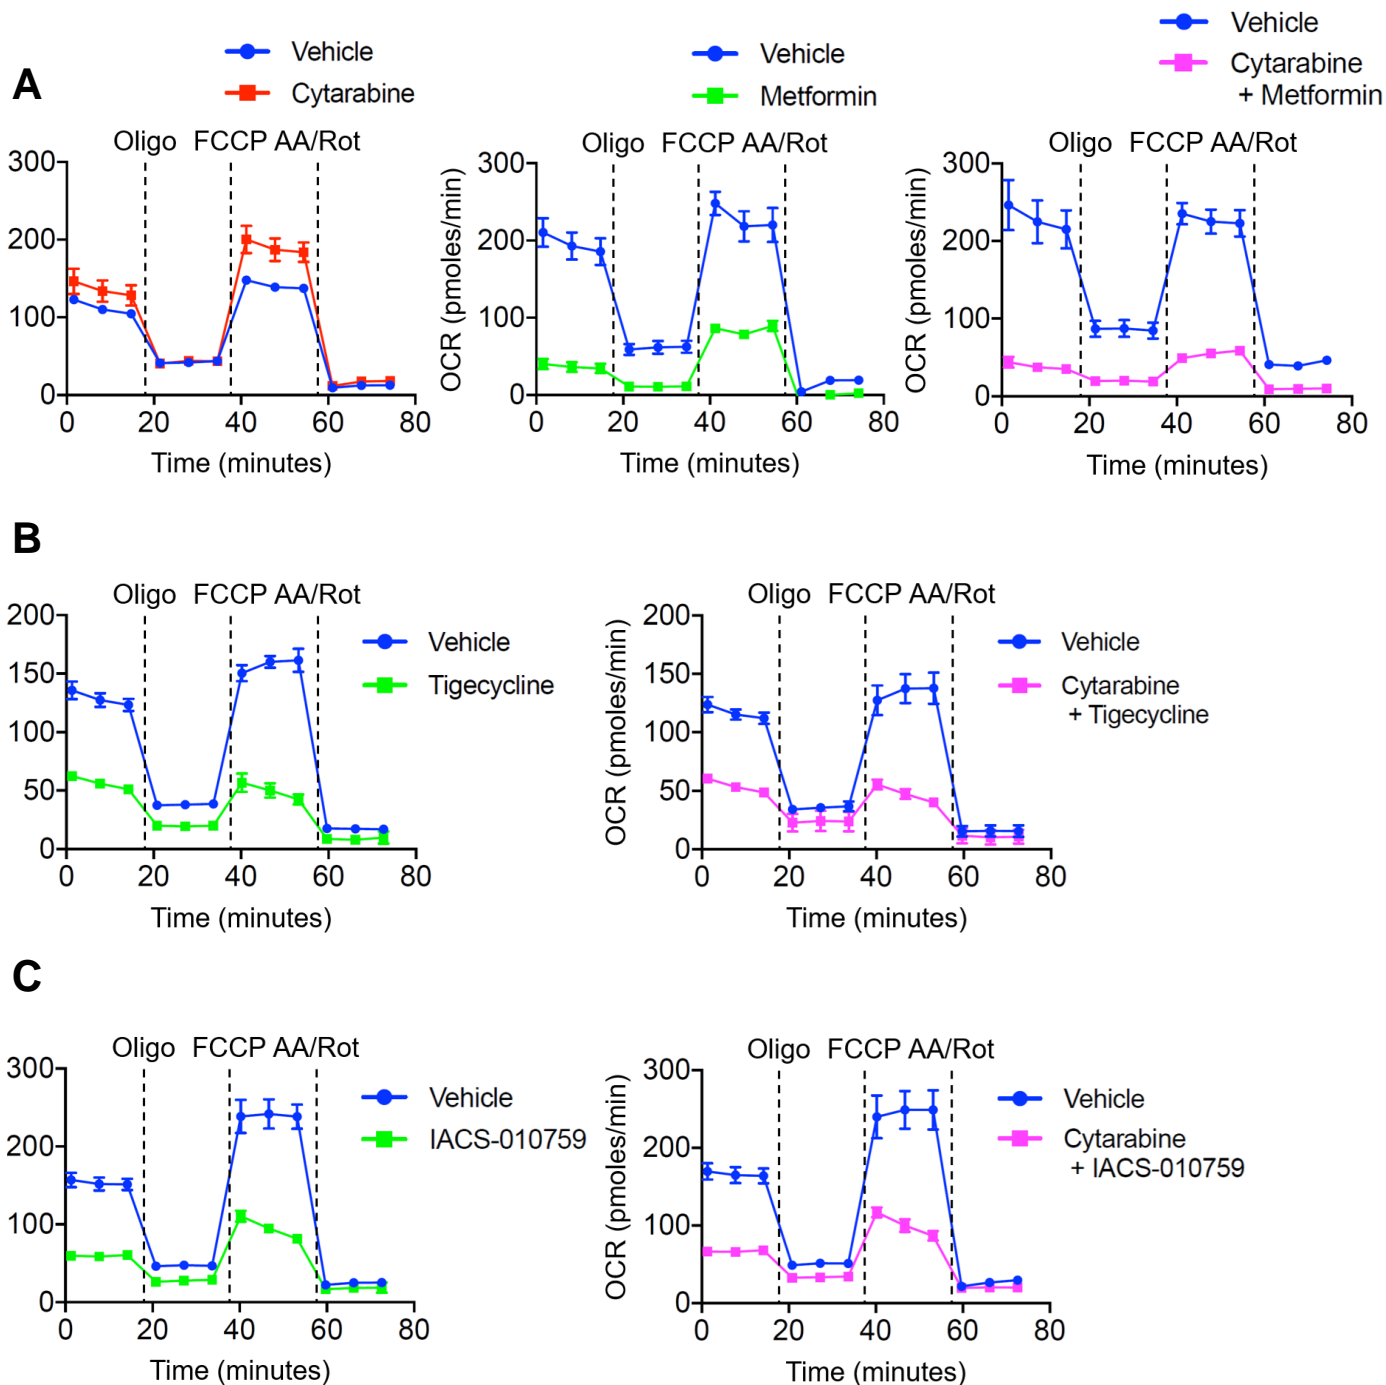 A
Vehicle
Cytarabine
Vehicle
Metformin
Vehicle
Cytarabine
+ Metformin
Oligo FCCP AA/Rot
300
200
100
0
0 20 40 60 80
Time (minutes)
Oligo FCCP AA/Rot
OCR (pmoles/min)
300
200
100
0
0 20 40 60 80
Time (minutes)
Oligo FCCP AA/Rot
OCR (pmoles/min)
300
200
100
0
0 20 40 60 80
Time (minutes)
B
Oligo FCCP AA/Rot
200
150
100
50
0
0 20 40 60 80
Time (minutes)
Vehicle
Tigecycline
Oligo FCCP AA/Rot
OCR (pmoles/min)
200
150
100
50
0
0 20 40 60 80
Time (minutes)
Vehicle
Cytarabine
+ Tigecycline
C
Oligo FCCP AA/Rot
300
200
100
0
0 20 40 60 80
Time (minutes)
Vehicle
IACS-010759
Oligo FCCP AA/Rot
OCR (pmoles/min)
300
200
100
0
0 20 40 60 80
Time (minutes)
Vehicle
Cytarabine
+ IACS-010759